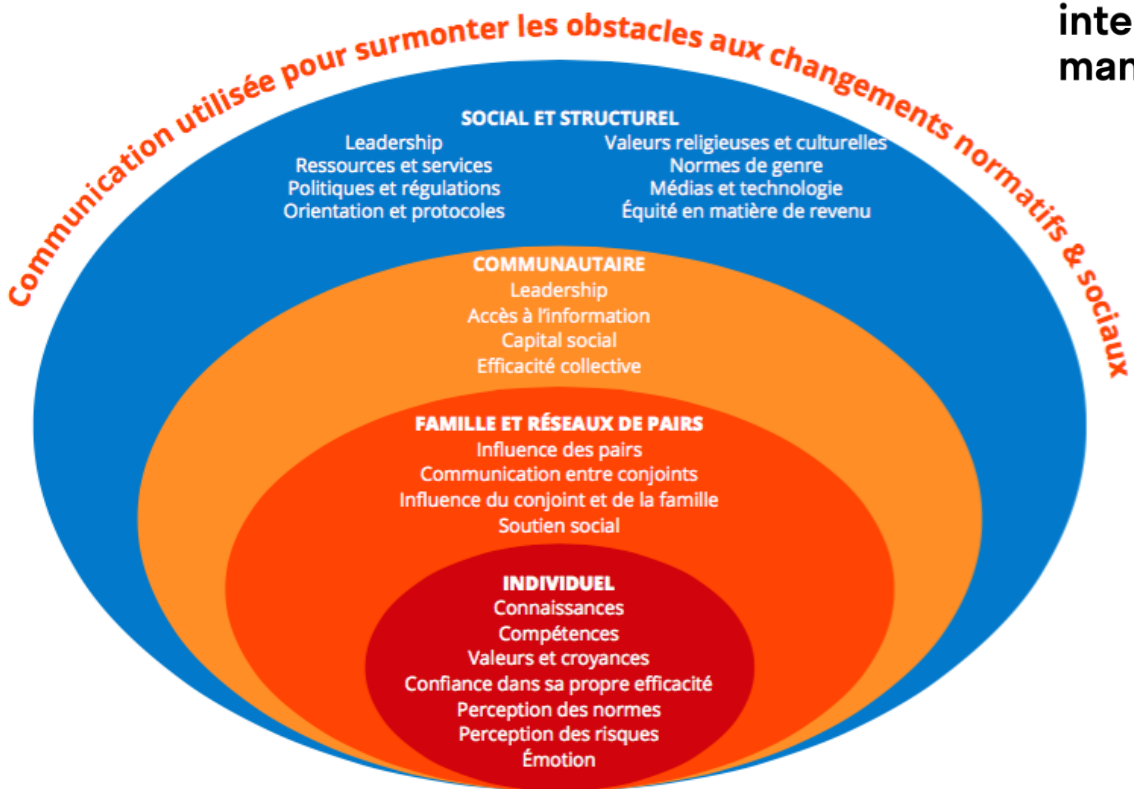 Communication utilisée pour surmonter les obstacles aux changements normatifs & sociaux
SOCIAL ET STRUCTUREL
Leadership
Ressources et services
Politiques et régulations
Orientation et protocoles
Valeurs religieuses et culturelles
Normes de genre
Médias et technologie
Équité en matière de revenu
COMMUNAUTAIRE
Leadership
Accès à l'information
Capital social
Efficacité collective
FAMILLE ET RÉSEAUX DE PAIRS
Influence des pairs
Communication entre conjoints
Influence du conjoint et de la famille
Soutien social
INDIVIDUEL
Connaissances
Compétences
Valeurs et croyances
Confiance dans sa propre efficacité
Perception des normes
Perception des risques
Émotion
inte
man